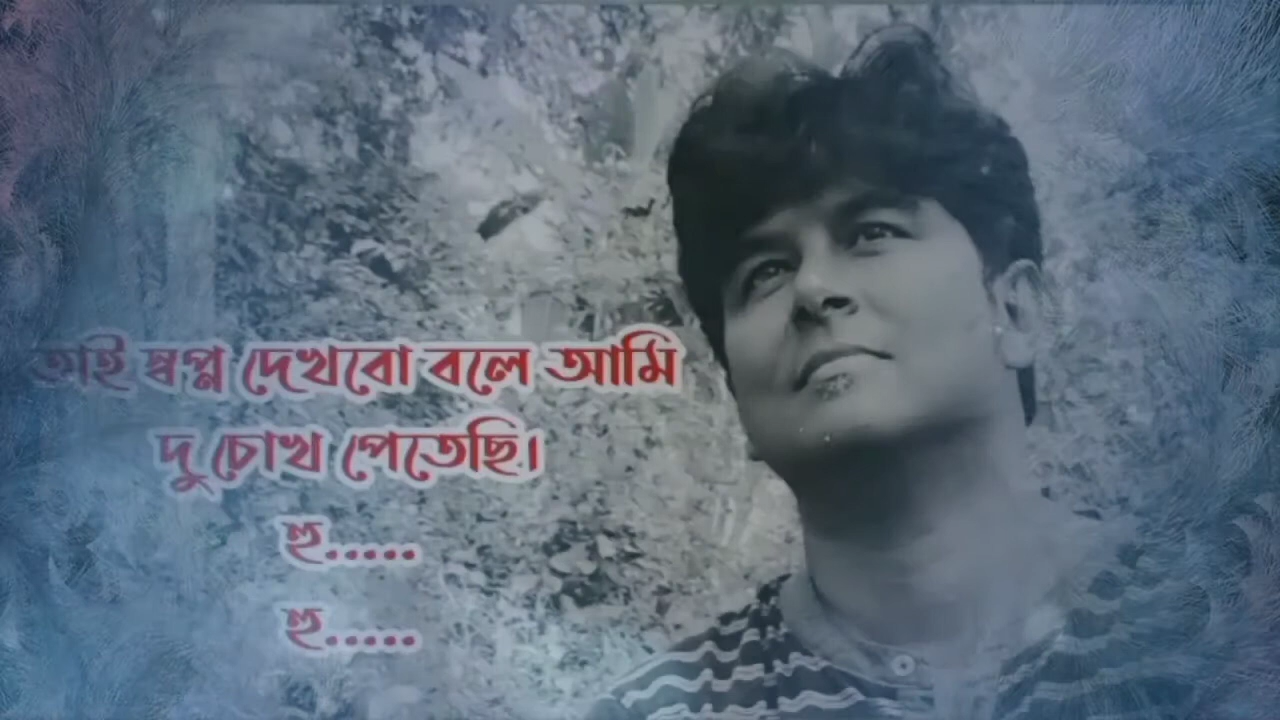 তাই স্বপ্ন দেখবো বলে আমি
দু চোখ পেতেছি।
হু.....
হু.....